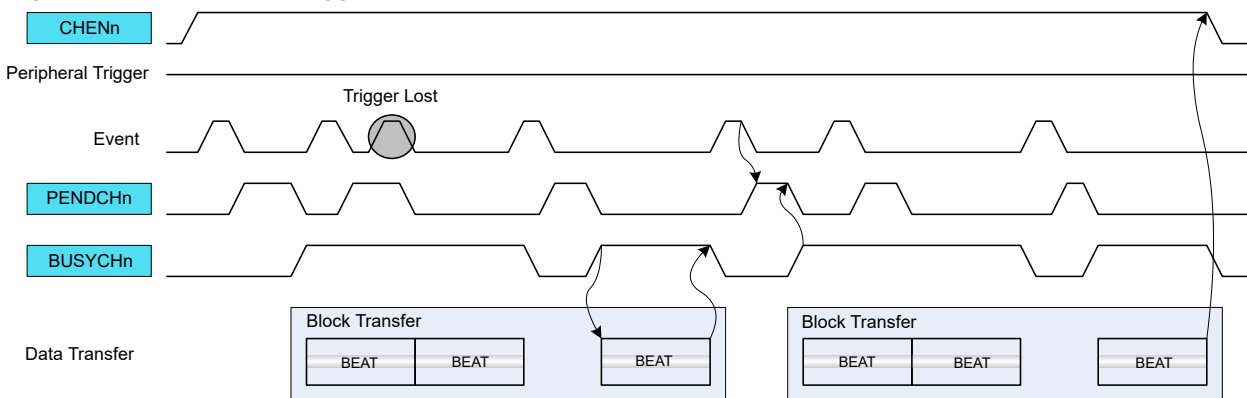 CHENn
Peripheral Trigger
Trigger Lost
Event
PENDCHn
BUSYCHn
Block Transfer
Block Transfer
Data Transfer
BEAT
BEAT
BEAT
BEAT
BEAT
BEAT